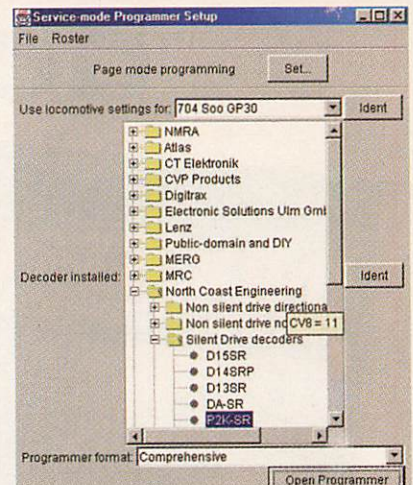 Service-mode Programmer Setup
File Roster
Page mode programming Set...
Use locomotive settings for: 704 Soo GP30 Ident
NMRA
Atlas
CT Elektronik
CVP Products
Digitrax
Electronic Solutions Ulm Gmb
Lenz
Public-domain and DIY
MERG
Decoder installed: MRC Ident
North Coast Engineering
Non silent drive directiona
Non silent drive no CV8 = 11
Silent Drive decoders
D15SR
D14SRP
D13SR
DA-SR
P2K-SR
Programmer format: Comprehensive
Open Programmer